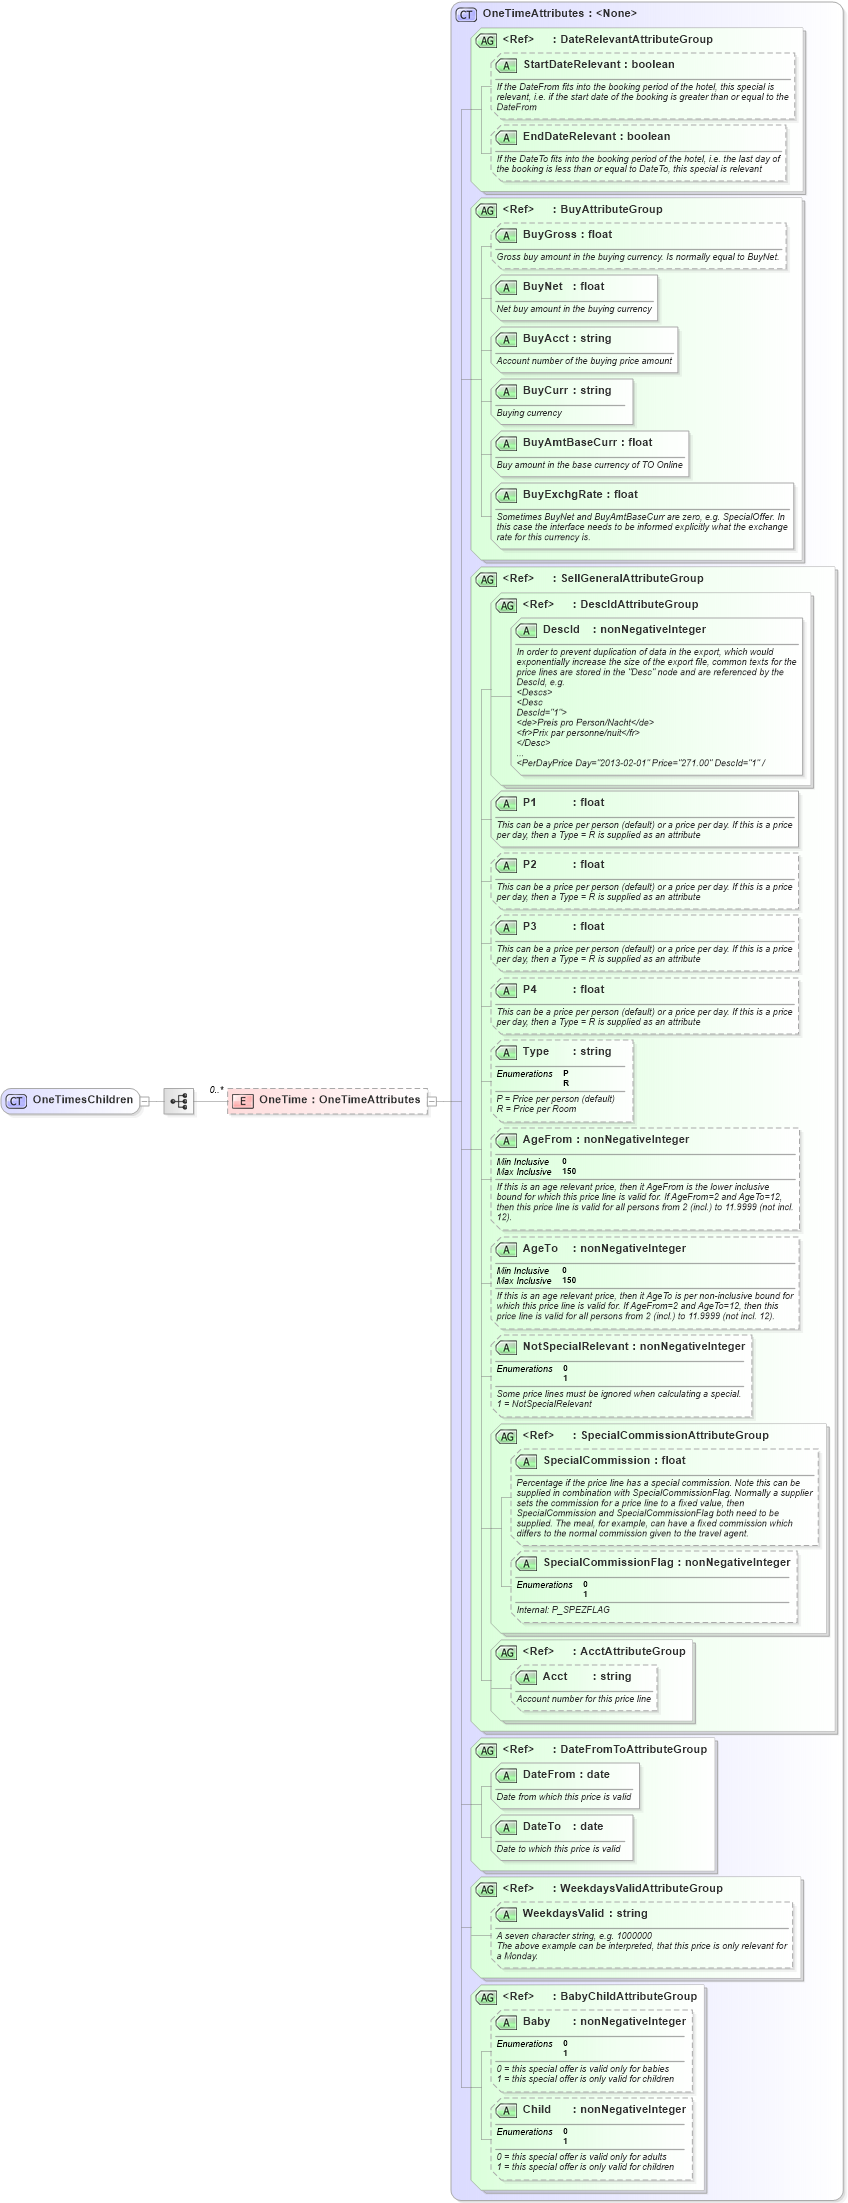 CT OneTimeAttributes : <None>
AG <Ref> : DateRelevantAttributeGroup
A StartDateRelevant : boolean
If the DateFrom fits into the booking period of the hotel, this special is
relevant, i.e. if the start date of the booking is greater than or equal to the
DateFrom
A EndDateRelevant : boolean
If the DateTo fits into the booking period of the hotel, i.e. the last day of
the booking is less than or equal to DateTo, this special is relevant
AG <Ref> : BuyAttributeGroup
A BuyGross : float
Gross buy amount in the buying currency. Is normally equal to BuyNet.
A BuyNet : float
Net buy amount in the buying currency
A BuyAcct : string
Account number of the buying price amount
A BuyCurr : string
Buying currency
A BuyAmtBaseCurr : float
Buy amount in the base currency of TO Online
A BuyExchgRate : float
Sometimes BuyNet and BuyAmtBaseCurr are zero, e.g. SpecialOffer. In
this case the interface needs to be informed explicitly what the exchange
rate for this currency is.
AG <Ref> : SellGeneralAttributeGroup
AG <Ref> : DescIdAttributeGroup
A DescId : nonNegativeInteger
In order to prevent duplication of data in the export, which would
exponentially increase the size of the export file, common texts for the
price lines are stored in the "Desc" node and are referenced by the
DescId, e.g.
<Descs>
<Desc
DescId="1">
<de>Preis pro Person/Nacht</de>
<fr>Prix par personne/nuit</fr>
</Desc>
...
<PerDayPrice Day="2013-02-01" Price="271.00" DescId="1" /
A P1 : float
This can be a price per person (default) or a price per day. If this is a price
per day, then a Type = R is supplied as an attribute
A P2 : float
This can be a price per person (default) or a price per day. If this is a price
per day, then a Type = R is supplied as an attribute
A P3 : float
This can be a price per person (default) or a price per day. If this is a price
per day, then a Type = R is supplied as an attribute
A P4 : float
This can be a price per person (default) or a price per day. If this is a price
per day, then a Type = R is supplied as an attribute
A Type : string
Enumerations P
R
P = Price per person (default)
R = Price per Room
CT OneTimesChildren
0..*
E OneTime : OneTimeAttributes
A AgeFrom : nonNegativeInteger
Min Inclusive 0
Max Inclusive 150
If this is an age relevant price, then it AgeFrom is the lower inclusive
bound for which this price line is valid for. If AgeFrom=2 and AgeTo=12,
then this price line is valid for all persons from 2 (incl.) to 11.9999 (not incl.
12).
A AgeTo : nonNegativeInteger
Min Inclusive 0
Max Inclusive 150
If this is an age relevant price, then it AgeTo is per non-inclusive bound for
which this price line is valid for. If AgeFrom=2 and AgeTo=12, then this
price line is valid for all persons from 2 (incl.) to 11.9999 (not incl. 12).
A NotSpecialRelevant : nonNegativeInteger
Enumerations 0
1
Some price lines must be ignored when calculating a special.
1 = NotSpecialRelevant
AG <Ref> : SpecialCommissionAttributeGroup
A SpecialCommission : float
Percentage if the price line has a special commission. Note this can be
supplied in combination with SpecialCommissionFlag. Normally a supplier
sets the commission for a price line to a fixed value, then
SpecialCommission and SpecialCommissionFlag both need to be
supplied. The meal, for example, can have a fixed commission which
differs to the normal commission given to the travel agent.
A SpecialCommissionFlag : nonNegativeInteger
Enumerations 0
1
Internal: P_SPEZFLAG
AG <Ref> : AcctAttributeGroup
A Acct : string
Account number for this price line
AG <Ref> : DateFromToAttributeGroup
A DateFrom : date
Date from which this price is valid
A DateTo : date
Date to which this price is valid
AG <Ref> : WeekdaysValidAttributeGroup
A WeekdaysValid : string
A seven character string, e.g. 1000000
The above example can be interpreted, that this price is only relevant for
a Monday.
AG <Ref> : BabyChildAttributeGroup
A Baby : nonNegativeInteger
Enumerations 0
1
0 = this special offer is valid only for babies
1 = this special offer is only valid for children
A Child : nonNegativeInteger
Enumerations 0
1
0 = this special offer is valid only for adults
1 = this special offer is only valid for children